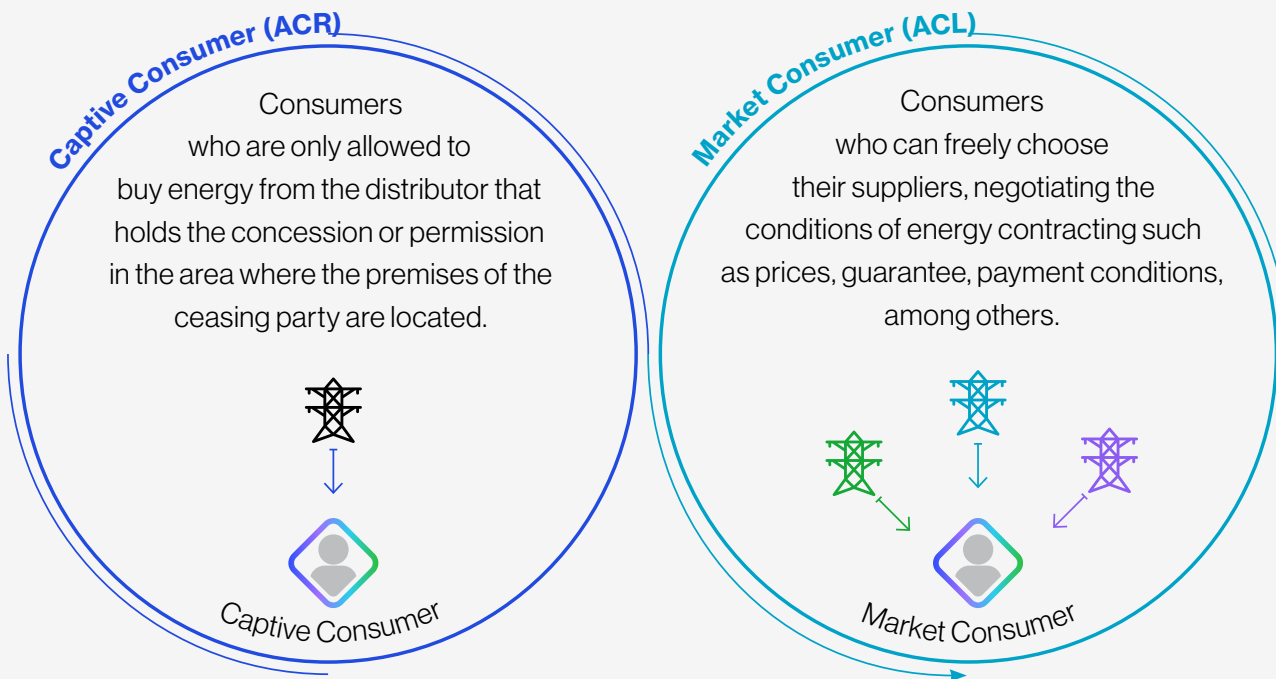 Captive Consumer (ACR)
Consumers
who are only allowed to
buy energy from the distributor that
holds the concession or permission
in the area where the premises of the
ceasing party are located.
Captive Consumer
Market Consumer (ACL)
Consumers
who can freely choose
their suppliers, negotiating the
conditions of energy contracting such
as prices, guarantee, payment conditions,
among others.
Market Consumer